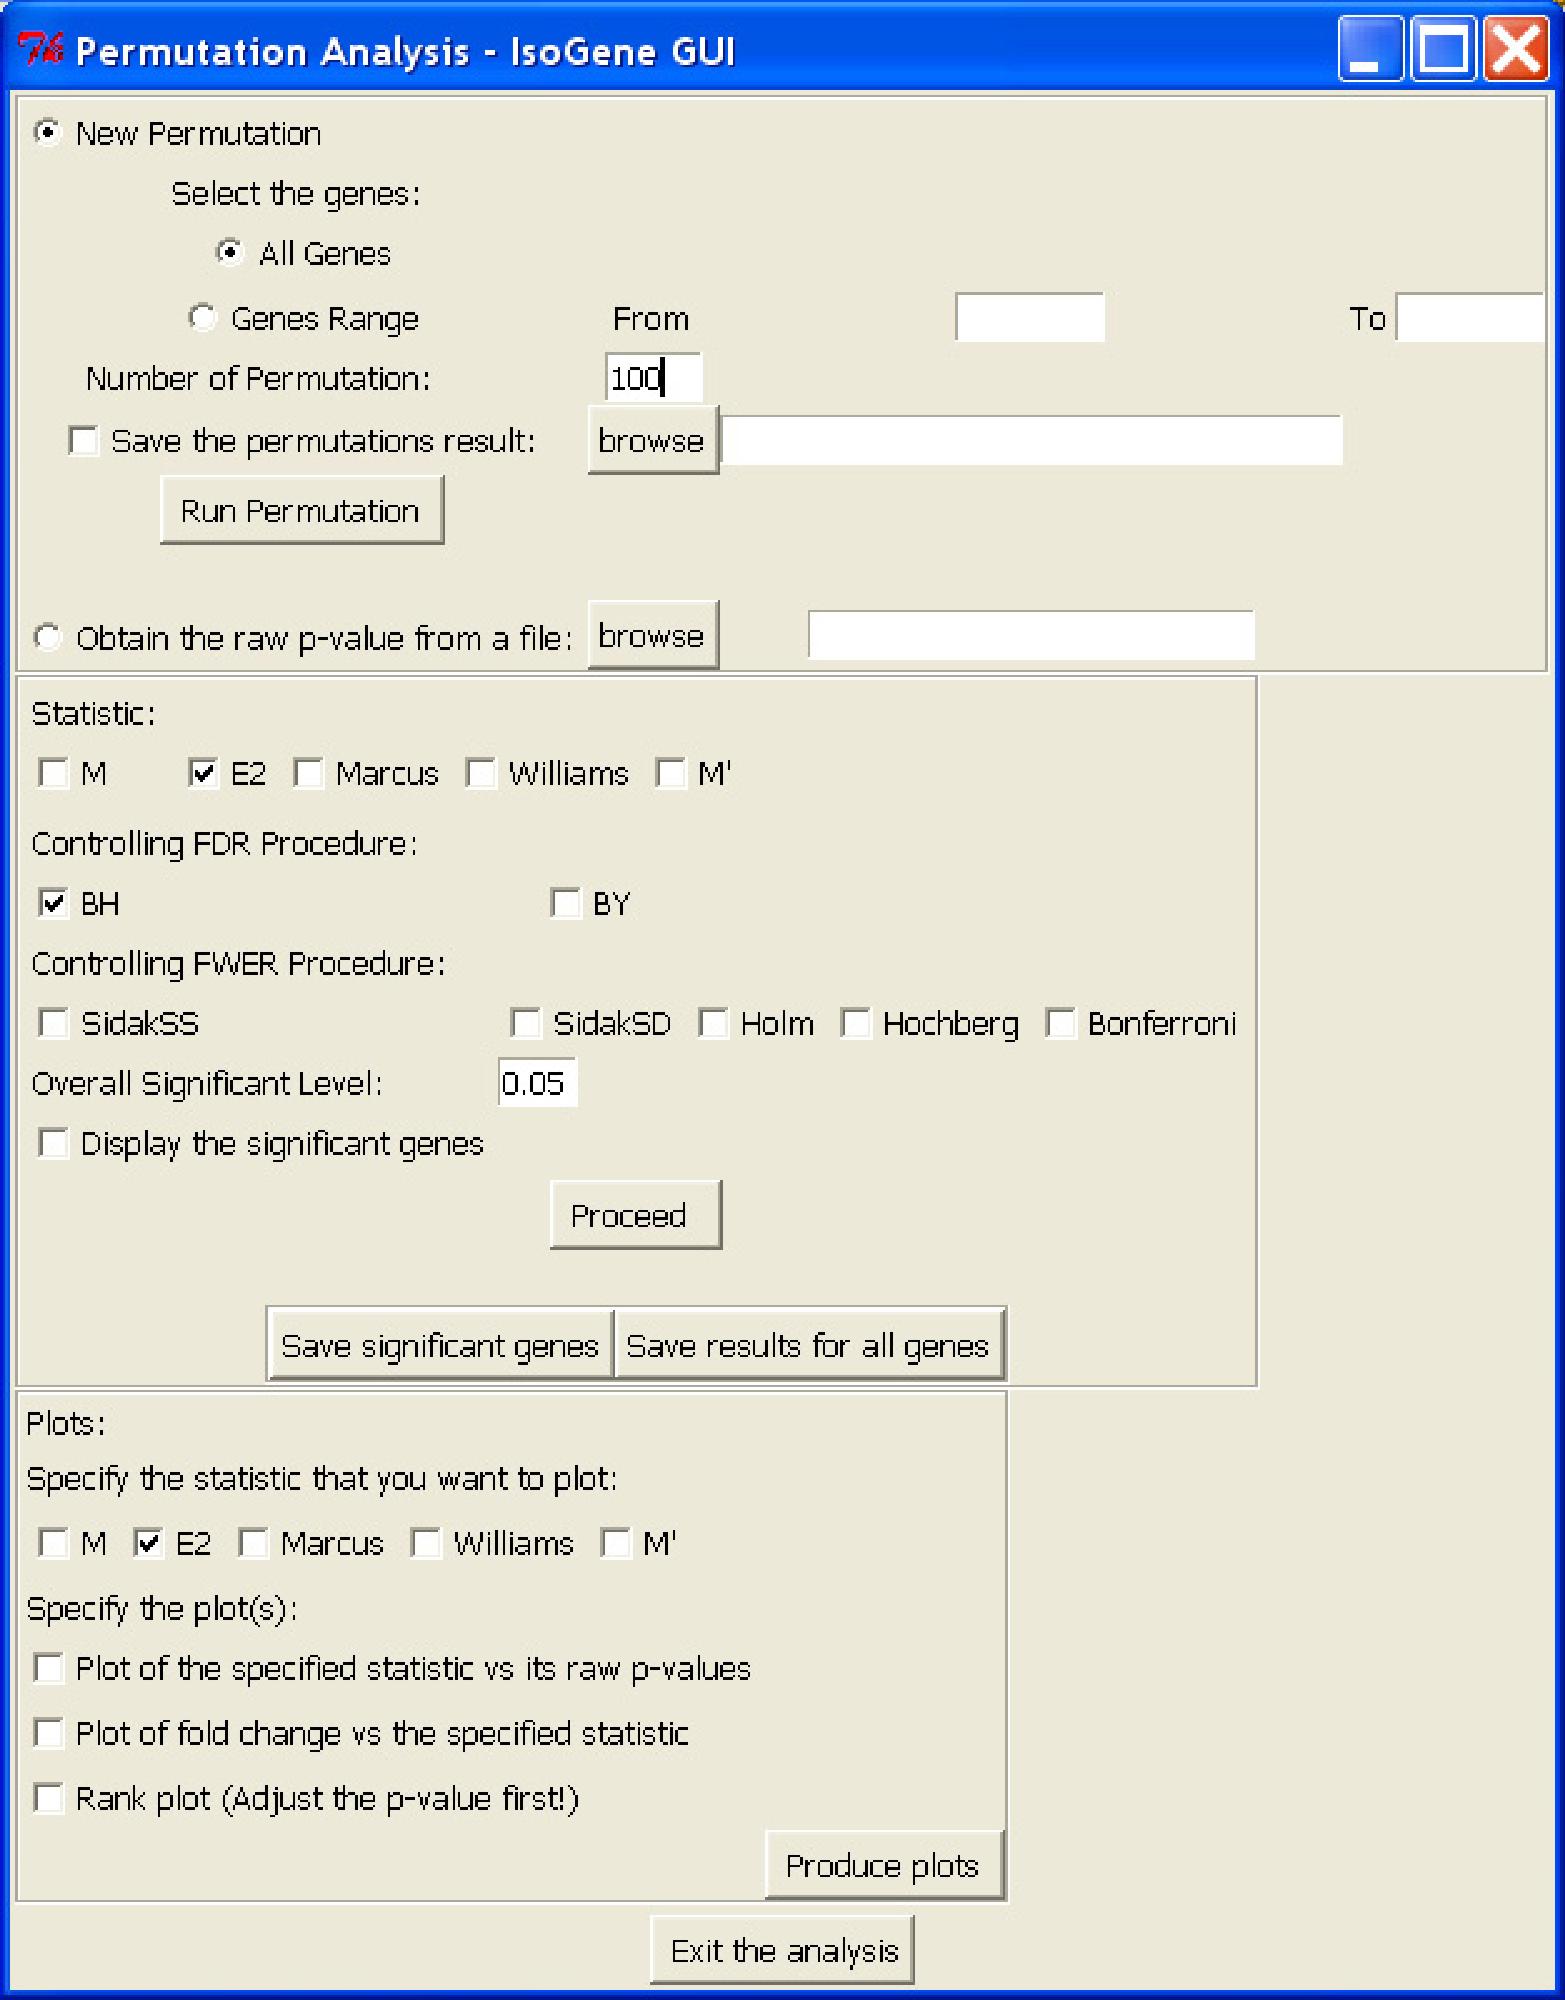 Permutation Analysis - IsoGene GUI
New Permutation
Select the genes:
All Genes
Genes Range From To
Number of Permutation: 100
Save the permutations result: browse
Run Permutation
Obtain the raw p-value from a file: browse
Statistic:
M E2 Marcus Williams M'
Controlling FDR Procedure:
BH BY
Controlling FWER Procedure:
SidakSS SidakSD Holm Hochberg Bonferroni
Overall Significant Level: 0.05
Display the significant genes
Proceed
Save significant genes Save results for all genes
Plots:
Specify the statistic that you want to plot:
M E2 Marcus Williams M'
Specify the plot(s):
Plot of the specified statistic vs its raw p-values
Plot of fold change vs the specified statistic
Rank plot (Adjust the p-value first!)
Produce plots
Exit the analysis